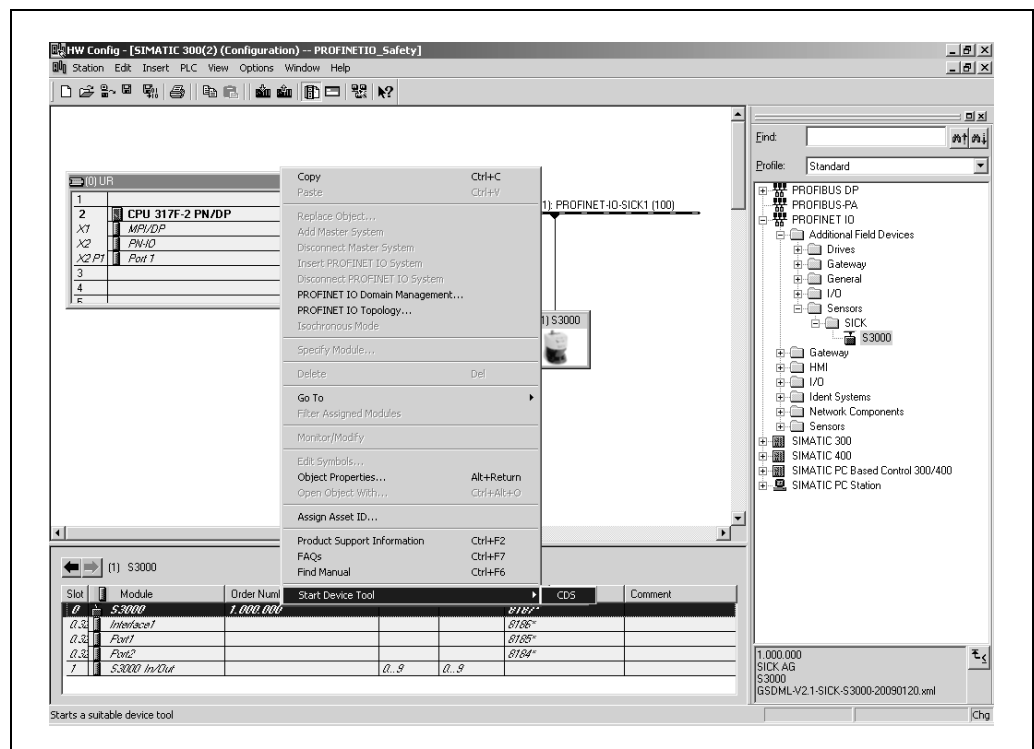 HW Config - [SIMATIC 300(2) (Configuration) -- PROFINETIO_Safety]
Station Edit Insert PLC View Options Window Help
Find:
Profile: Standard
PROFIBUS DP
PROFIBUS-PA
PROFINET IO
Additional Field Devices
Drives
Gateway
General
I/O
Sensors
SICK
S3000
Gateway
HMI
I/O
Ident Systems
Network Components
Sensors
SIMATIC 300
SIMATIC 400
SIMATIC PC Based Control 300/400
SIMATIC PC Station
(0) UR
1
2 CPU 317F-2 PN/DP
X1 MPI/DP
X2 PN-IO
X2 P1 Port 1
3
4
5
1): PROFINET-IO-SICK1 (100)
1) S3000
Copy Ctrl+C
Paste Ctrl+V
Replace Object...
Add Master System
Disconnect Master System
Insert PROFINET IO System
Disconnect PROFINET IO System
PROFINET IO Domain Management...
PROFINET IO Topology...
Isochronous Mode
Specify Module...
Delete Del
Go To
Filter Assigned Modules
Monitor/Modify
Edit Symbols...
Object Properties... Alt+Return
Open Object With... Ctrl+Alt+O
Assign Asset ID...
Product Support Information Ctrl+F2
FAQs Ctrl+F7
Find Manual Ctrl+F6
Start Device Tool
CDS
(1) S3000
Slot Module Order Num Comment
0 S3000 1.000.000 8187*
0.32 Interface1 8186*
0.32 Port1 8185*
0.32 Port2 8184*
1 S3000 In/Out 0...9 0...9
1.000.000
SICK AG
S3000
GSDML-V2.1-SICK-S3000-20090120.xml
Starts a suitable device tool
Chg